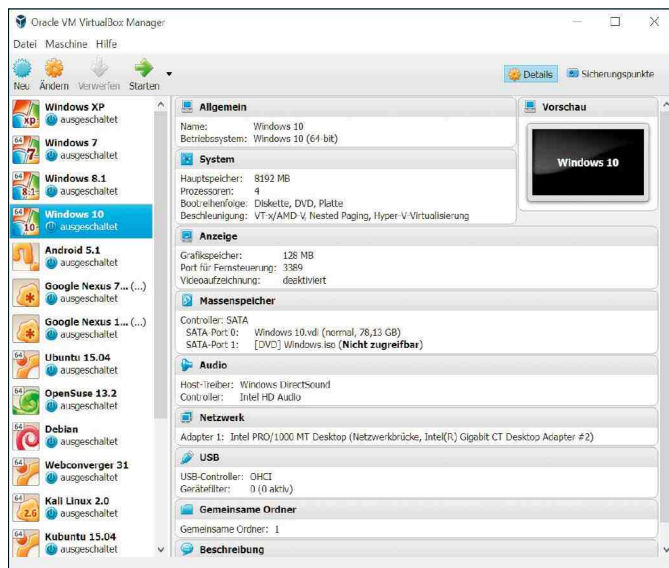 Oracle VM VirtualBox Manager
Datei Maschine Hilfe
Neu Ändern Verwerfen Starten
Details Sicherungspunkte
Windows XP
ausgeschaltet
Windows 7
ausgeschaltet
Windows 8.1
ausgeschaltet
Windows 10
ausgeschaltet
Android 5.1
ausgeschaltet
Google Nexus 7... (...)
ausgeschaltet
Google Nexus 1... (...)
ausgeschaltet
Ubuntu 15.04
ausgeschaltet
OpenSuse 13.2
ausgeschaltet
Debian
ausgeschaltet
Webconverger 31
ausgeschaltet
Kali Linux 2.0
ausgeschaltet
Kubuntu 15.04
ausgeschaltet
Allgemein
Name: Windows 10
Betriebssystem: Windows 10 (64-bit)
System
Hauptspeicher: 8192 MB
Prozessoren: 4
Bootreihenfolge: Diskette, DVD, Platte
Beschleunigung: VT-x/AMD-V, Nested Paging, Hyper-V-Virtualisierung
Anzeige
Grafikspeicher: 128 MB
Port für Fernsteuerung: 3389
Videoaufzeichnung: deaktiviert
Massenspeicher
Controller: SATA
SATA-Port 0: Windows 10.vdi (normal, 78,13 GB)
SATA-Port 1: [DVD] Windows.iso (Nicht zugreifbar)
Audio
Host-Treiber: Windows DirectSound
Controller: Intel HD Audio
Netzwerk
Adapter 1: Intel PRO/1000 MT Desktop (Netzwerkbrücke, Intel(R) Gigabit CT Desktop Adapter #2)
USB
USB-Controller: OHCI
Gerätefilter: 0 (0 aktiv)
Gemeinsame Ordner
Gemeinsame Ordner: 1
Beschreibung
Vorschau
Windows 10